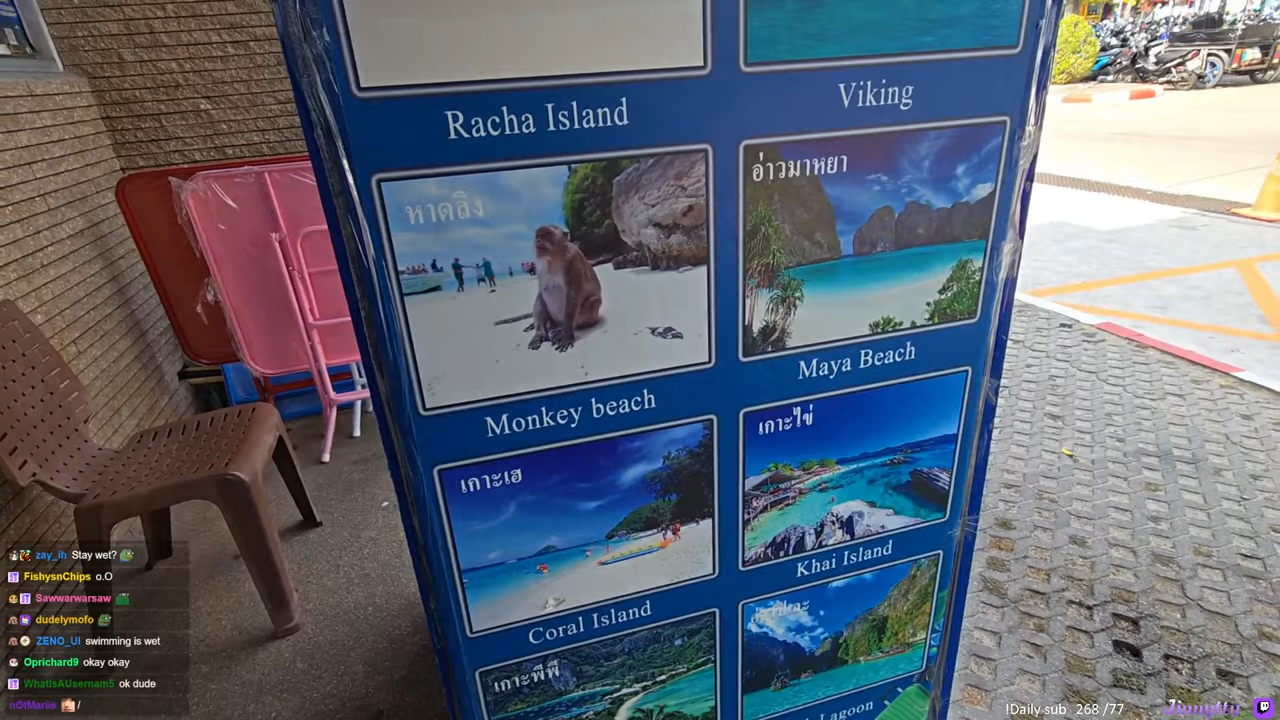 Racha Island
Viking
หาดลิง
อ่าวมาหยา
Monkey beach
Maya Beach
เกาะเฮ
เกาะไข่
Coral Island
Khai Island
เกาะพีพี
Lagoon
zay_ih Stay wet?
FishysnChips o.O
Sawwarwarsaw
dudelymofo
ZENO_UI swimming is wet
Oprichard9 okay okay
WhatIsAUsernam5 ok dude
nOtMariis /
!Daily sub 268 /77